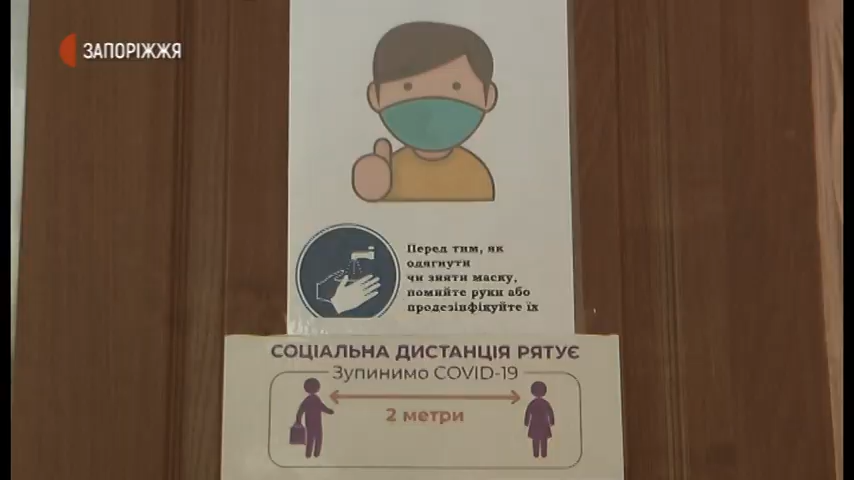 ЗАПОРІЖЖЯ
Перед тим, як
одягнути
чи зняти маску,
помийте руки або
продезінфікуйте їх
СОЦІАЛЬНА ДИСТАНЦІЯ РЯТУЄ
Зупинимо COVID-19
2 метри